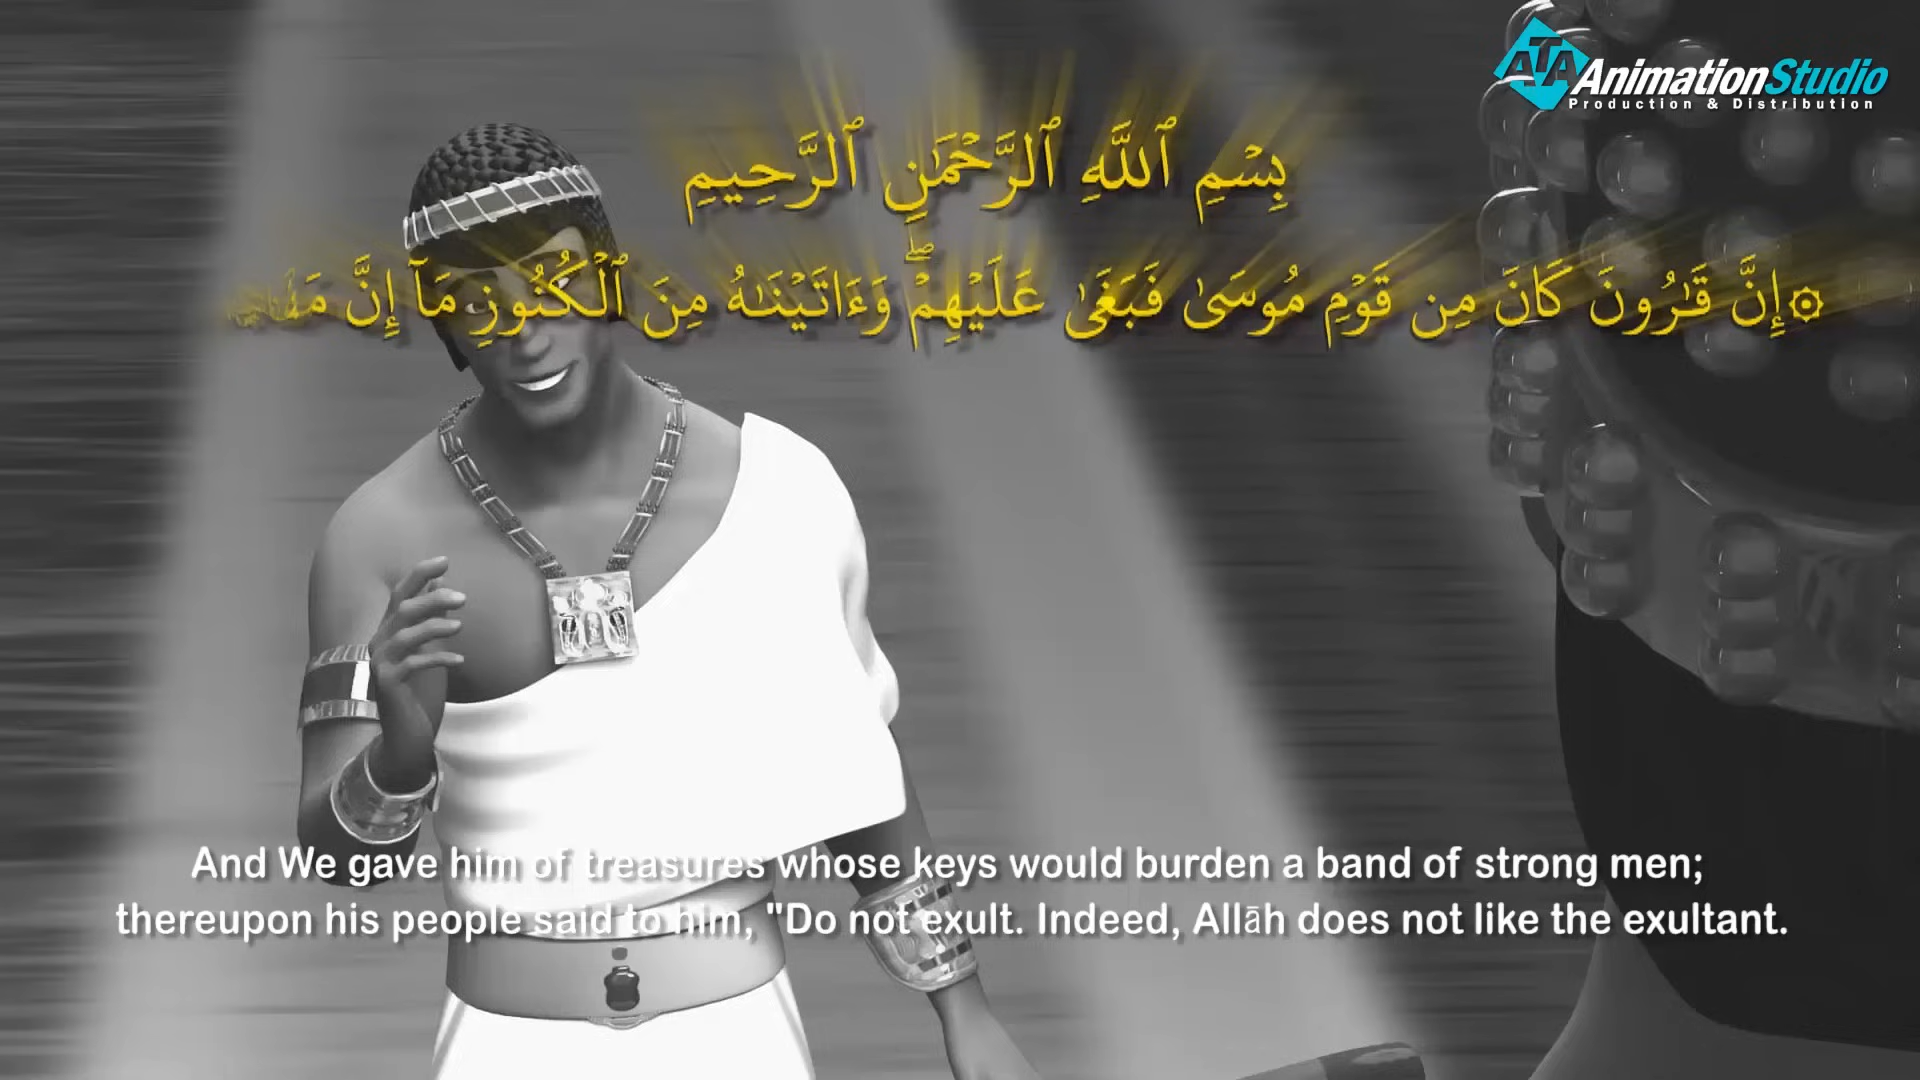 ATA AnimationStudio
Production & Distribution
بِسْمِ ٱللَّهِ ٱلرَّحْمَٰنِ ٱلرَّحِيمِ
۞إِنَّ قَٰرُونَ كَانَ مِن قَوْمِ مُوسَىٰ فَبَغَىٰ عَلَيْهِمْۖ وَءَاتَيْنَٰهُ مِنَ ٱلْكُنُوزِ مَآ إِنَّ
And We gave him of treasures whose keys would burden a band of strong men;
thereupon his people said to him, "Do not exult. Indeed, Allāh does not like the exultant.